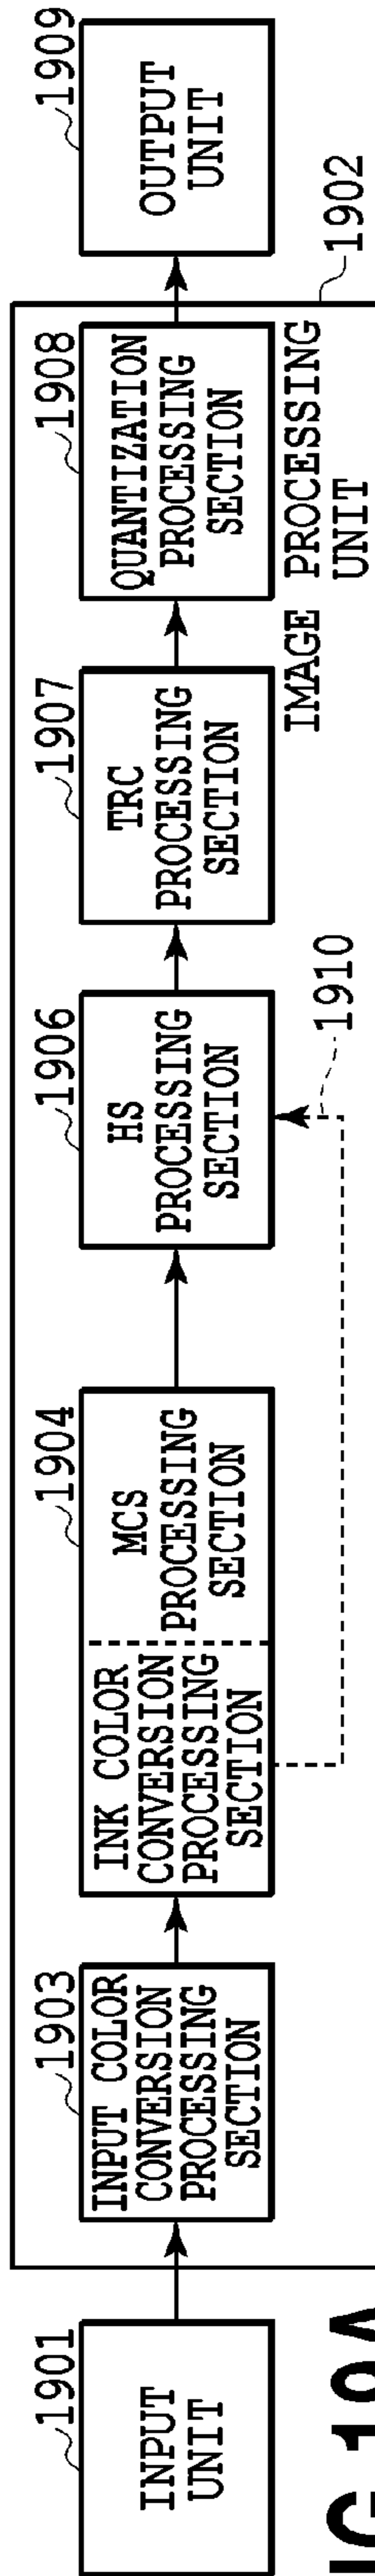 1901
INPUT
UNIT
1903
INPUT COLOR
CONVERSION
PROCESSING
SECTION
1904
INK COLOR
CONVERSION
PROCESSING
SECTION
MCS
PROCESSING
SECTION
1906
HS
PROCESSING
SECTION
1907
TRC
PROCESSING
SECTION
1908
QUANTIZATION
PROCESSING
SECTION
1909
OUTPUT
UNIT
1910
IMAGE PROCESSING
UNIT
1902